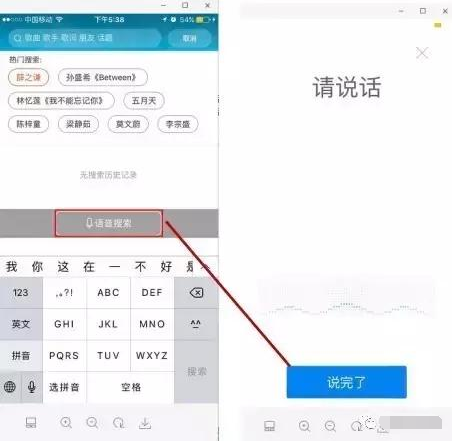 中国移动 下午5:38 54%
歌曲 歌手 歌词 朋友 话题 取消
热门搜索:
薛之谦 孙盛希《Between》
林忆莲《我不能忘记你》 五月天
陈梓童 梁静茹 莫文蔚 李宗盛
无搜索历史记录
语音搜索
我 你 这 在 一 不 好 是
123 ,。?! ABC DEF
英文 GHI JKL MNO ^^
拼音 PQRS TUV WXYZ 搜索
选拼音 空格
请说话
说完了